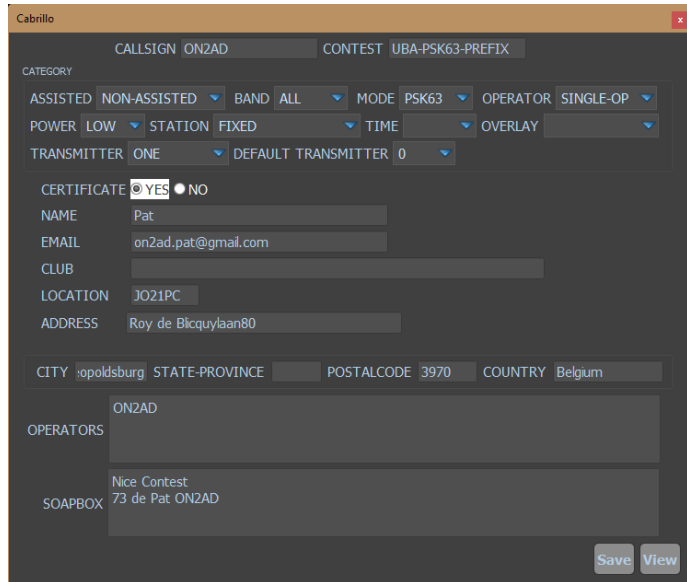 Cabrillo x
CALLSIGN ON2AD CONTEST UBA-PSK63-PREFIX
CATEGORY
ASSISTED NON-ASSISTED BAND ALL MODE PSK63 OPERATOR SINGLE-OP
POWER LOW STATION FIXED TIME OVERLAY
TRANSMITTER ONE DEFAULT TRANSMITTER 0
CERTIFICATE YES NO
NAME Pat
EMAIL on2ad.pat@gmail.com
CLUB
LOCATION JO21PC
ADDRESS Roy de Blicquylaan80
CITY eopoldsburg STATE-PROVINCE POSTALCODE 3970 COUNTRY Belgium
OPERATORS ON2AD
SOAPBOX Nice Contest
73 de Pat ON2AD
Save View